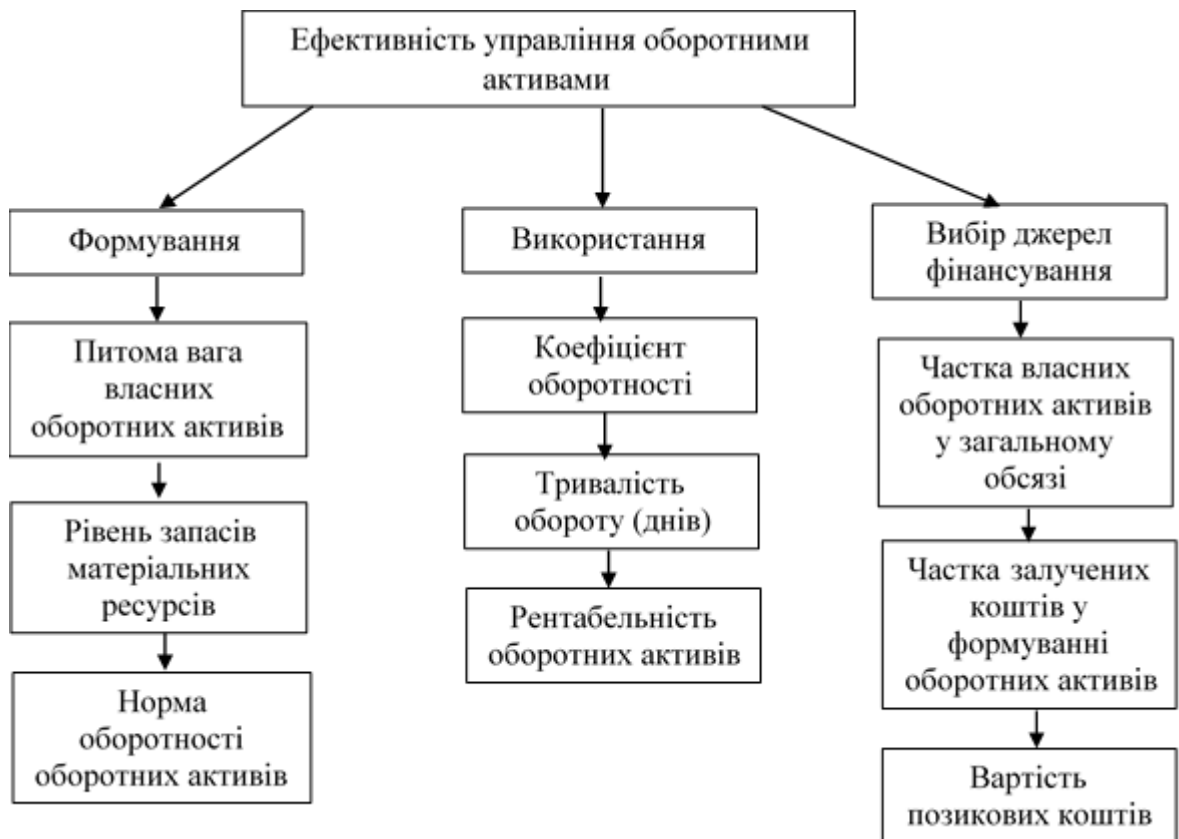 Ефективність управління оборотними
активами
Формування
Питома вага
власних
оборотних активів
Рівень запасів
матеріальних
ресурсів
Норма
оборотності
оборотних активів
Використання
Коефіцієнт
оборотності
Тривалість
обороту (днів)
Рентабельність
оборотних активів
Вибір джерел
фінансування
Частка власних
оборотних активів
у загальному
обсязі
Частка залучених
коштів у
формуванні
оборотних активів
Вартість
позикових коштів